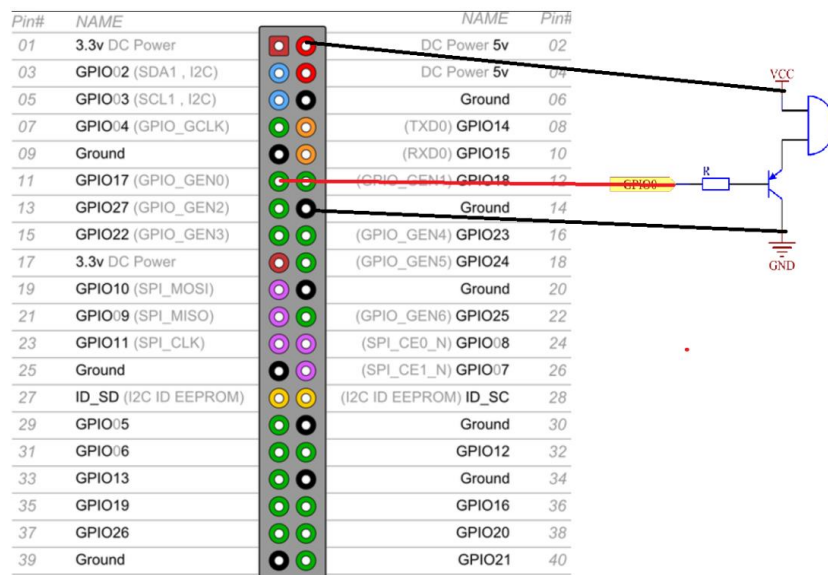 Pin# NAME NAME Pin#
01 3.3v DC Power DC Power 5v 02
03 GPIO02 (SDA1 , I2C) DC Power 5v 04
05 GPIO03 (SCL1 , I2C) Ground 06
07 GPIO04 (GPIO_GCLK) (TXD0) GPIO14 08
09 Ground (RXD0) GPIO15 10
11 GPIO17 (GPIO_GEN0) (GPIO_GEN1) GPIO18 12
13 GPIO27 (GPIO_GEN2) Ground 14
15 GPIO22 (GPIO_GEN3) (GPIO_GEN4) GPIO23 16
17 3.3v DC Power (GPIO_GEN5) GPIO24 18
19 GPIO10 (SPI_MOSI) Ground 20
21 GPIO09 (SPI_MISO) (GPIO_GEN6) GPIO25 22
23 GPIO11 (SPI_CLK) (SPI_CE0_N) GPIO08 24
25 Ground (SPI_CE1_N) GPIO07 26
27 ID_SD (I2C ID EEPROM) (I2C ID EEPROM) ID_SC 28
29 GPIO05 Ground 30
31 GPIO06 GPIO12 32
33 GPIO13 Ground 34
35 GPIO19 GPIO16 36
37 GPIO26 GPIO20 38
39 Ground GPIO21 40
VCC
GPIO0 R
GND